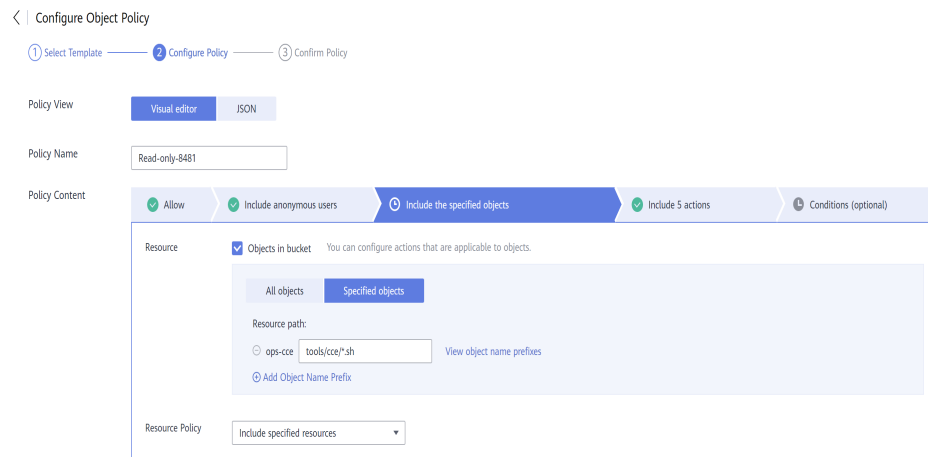 Configure Object Policy
1 Select Template 2 Configure Policy 3 Confirm Policy
Policy View Visual editor JSON
Policy Name Read-only-8481
Policy Content Allow Include anonymous users Include the specified objects Include 5 actions Conditions (optional)
Resource Objects in bucket You can configure actions that are applicable to objects.
All objects Specified objects
Resource path:
ops-cce tools/cce/*.sh View object name prefixes
Add Object Name Prefix
Resource Policy Include specified resources